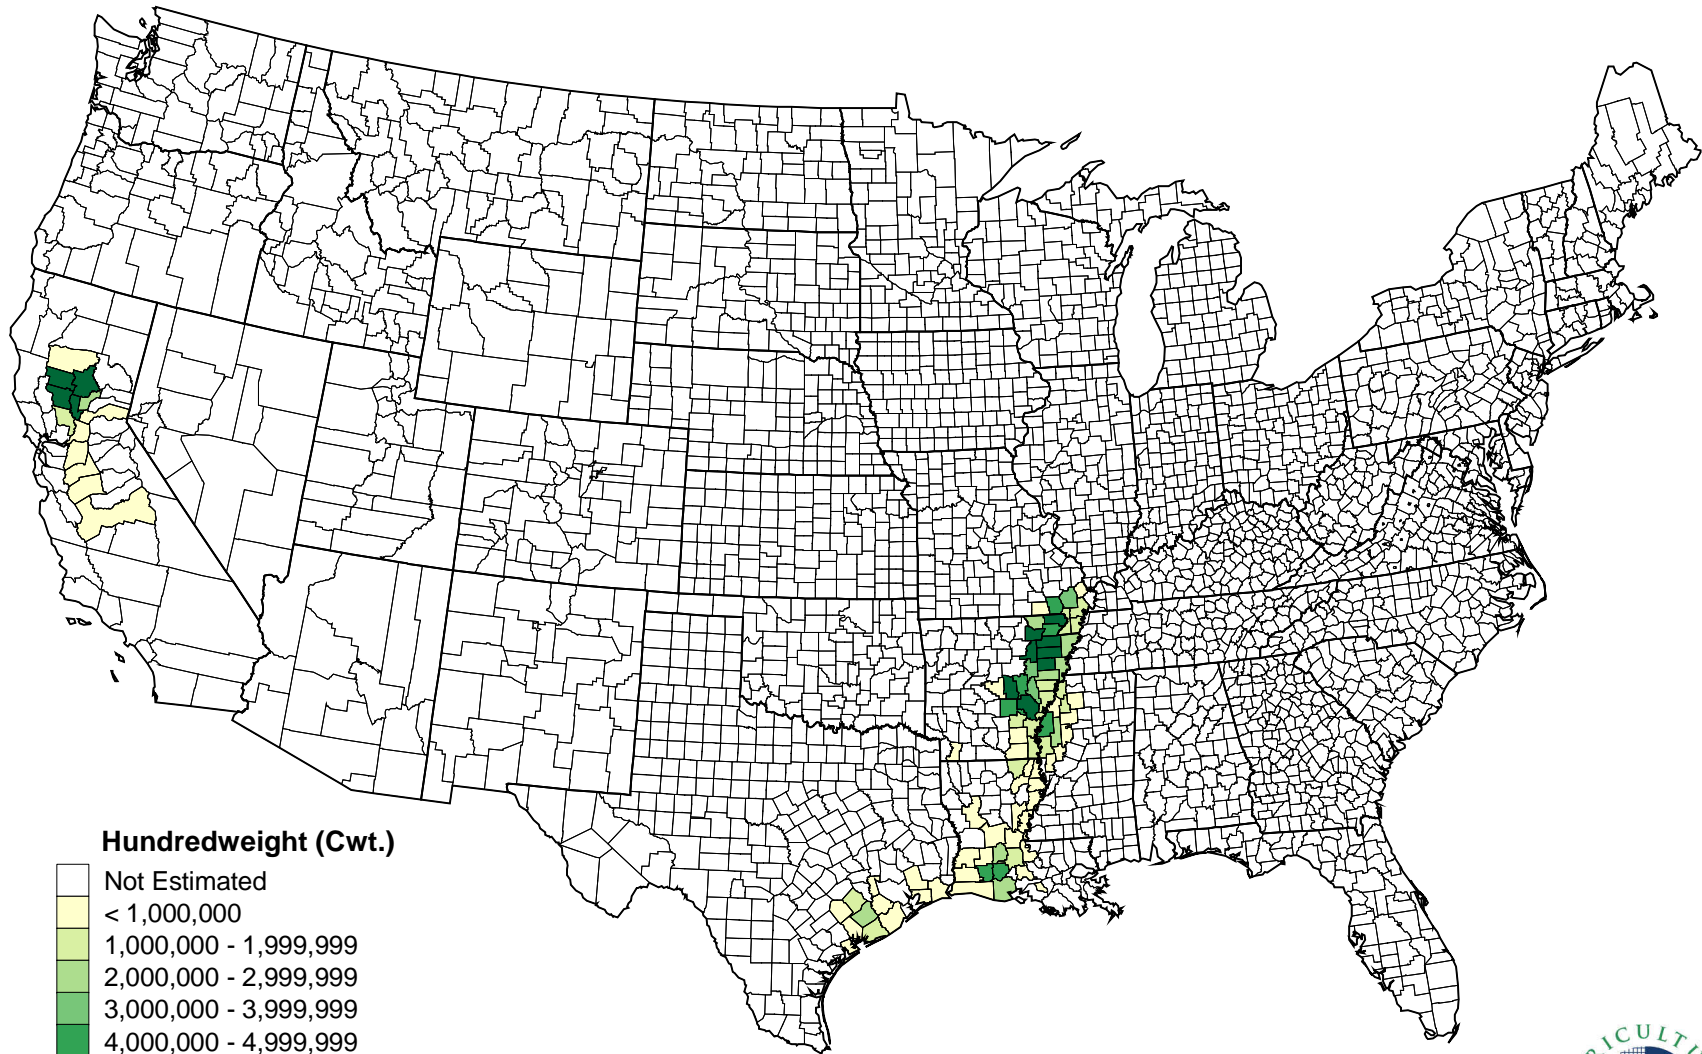 Hundredweight (Cwt.)
Not Estimated
< 1,000,000
1,000,000 - 1,999,999
2,000,000 - 2,999,999
3,000,000 - 3,999,999
4,000,000 - 4,999,999